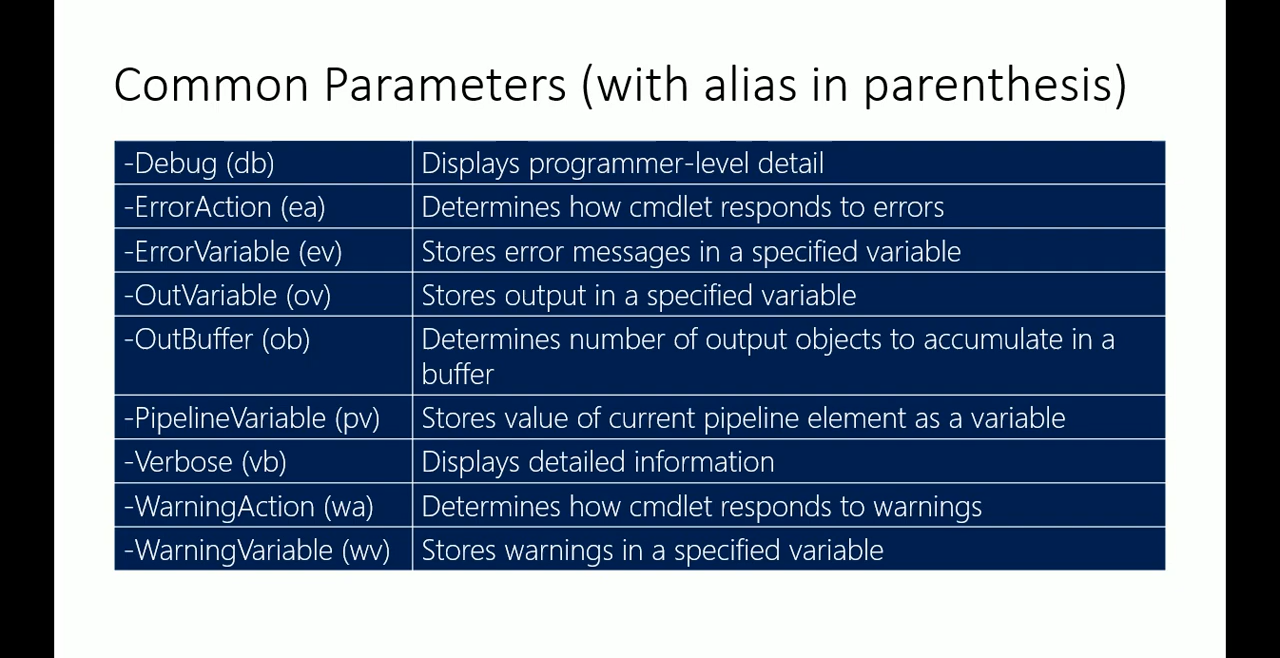 Common Parameters (with alias in parenthesis)
-Debug (db) Displays programmer-level detail
-ErrorAction (ea) Determines how cmdlet responds to errors
-ErrorVariable (ev) Stores error messages in a specified variable
-OutVariable (ov) Stores output in a specified variable
-OutBuffer (ob) Determines number of output objects to accumulate in a
buffer
-PipelineVariable (pv) Stores value of current pipeline element as a variable
-Verbose (vb) Displays detailed information
-WarningAction (wa) Determines how cmdlet responds to warnings
-WarningVariable (wv) Stores warnings in a specified variable